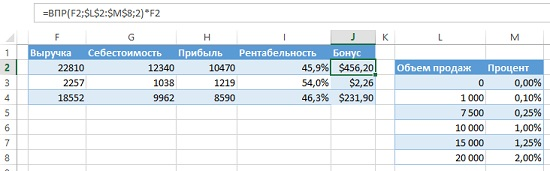 =ВПР(F2;$L$2:$M$8;2)*F2
F G H I J K L M
1 Выручка Себестоимость Прибыль Рентабельность Бонус
2 22810 12340 10470 45,9% $456,20 Объем продаж Процент
3 2257 1038 1219 54,0% $2,26 0 0,00%
4 18552 9962 8590 46,3% $231,90 1 000 0,10%
5 7 500 0,25%
6 10 000 1,00%
7 15 000 1,25%
8 20 000 2,00%